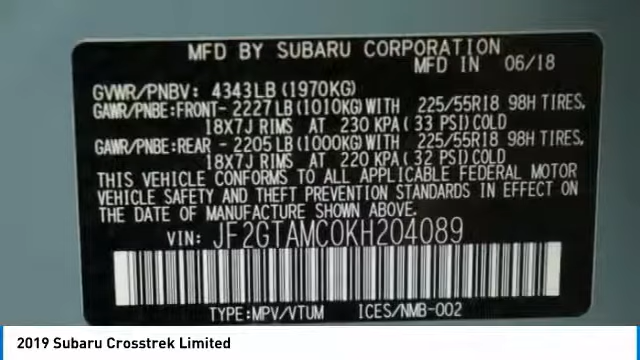 MFD BY SUBARU CORPORATION
MFD IN 06/18
GVWR/PNBV: 4343LB (1970KG)
GAWR/PNBE:FRONT- 2227LB (1010KG) WITH 225/55R18 98H TIRES,
18X7J RIMS AT 230 KPA ( 33 PSI) COLD
GAWR/PNBE:REAR - 2205LB (1000KG) WITH 225/55R18 98H TIRES,
18X7J RIMS AT 220 KPA ( 32 PSI) COLD
THIS VEHICLE CONFORMS TO ALL APPLICABLE FEDERAL MOTOR
VEHICLE SAFETY AND THEFT PREVENTION STANDARDS IN EFFECT ON
THE DATE OF MANUFACTURE SHOWN ABOVE.
VIN: JF2GTAMC0KH204089
TYPE:MPV/VTUM ICES/NMB-002
2019 Subaru Crosstrek Limited